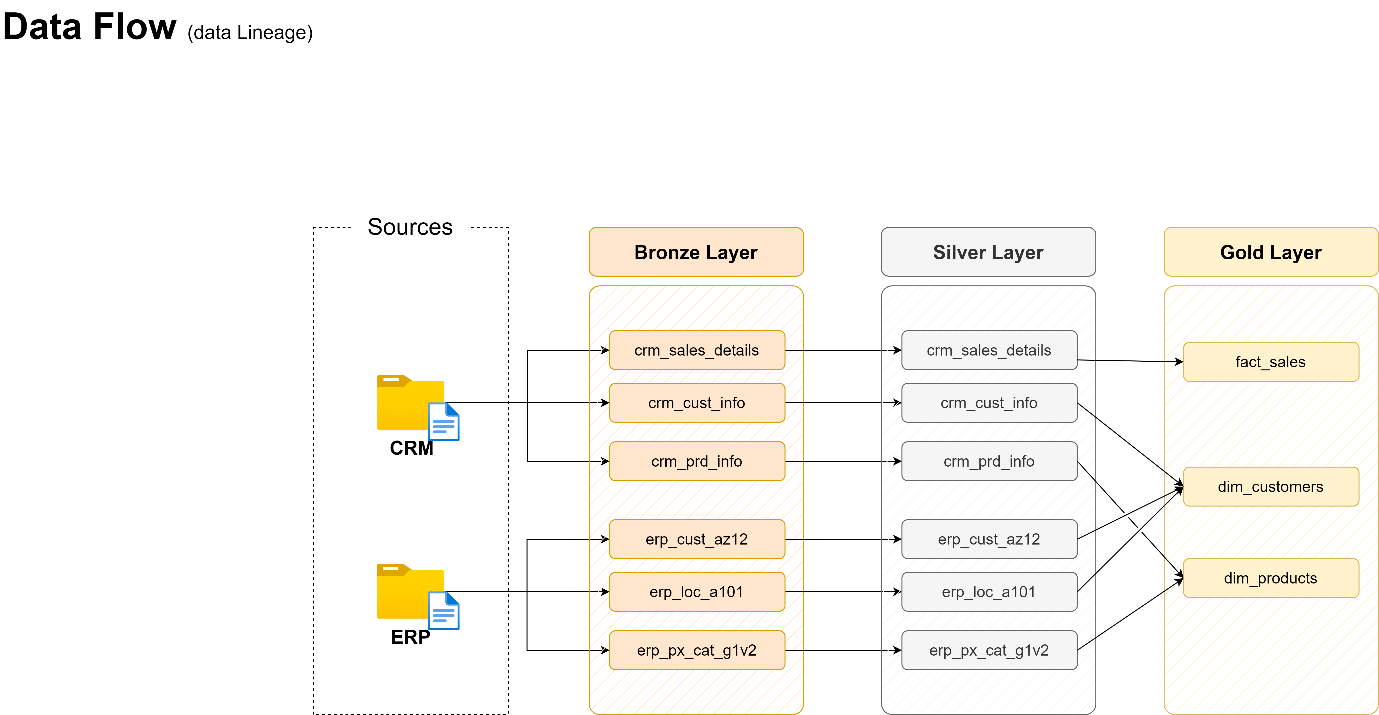 Data Flow (data Lineage)
Sources
Bronze Layer
Silver Layer
Gold Layer
crm_sales_details
crm_sales_details
fact_sales
crm_cust_info
crm_cust_info
CRM
crm_prd_info
crm_prd_info
dim_customers
erp_cust_az12
erp_cust_az12
dim_products
erp_loc_a101
erp_loc_a101
ERP
erp_px_cat_g1v2
erp_px_cat_g1v2